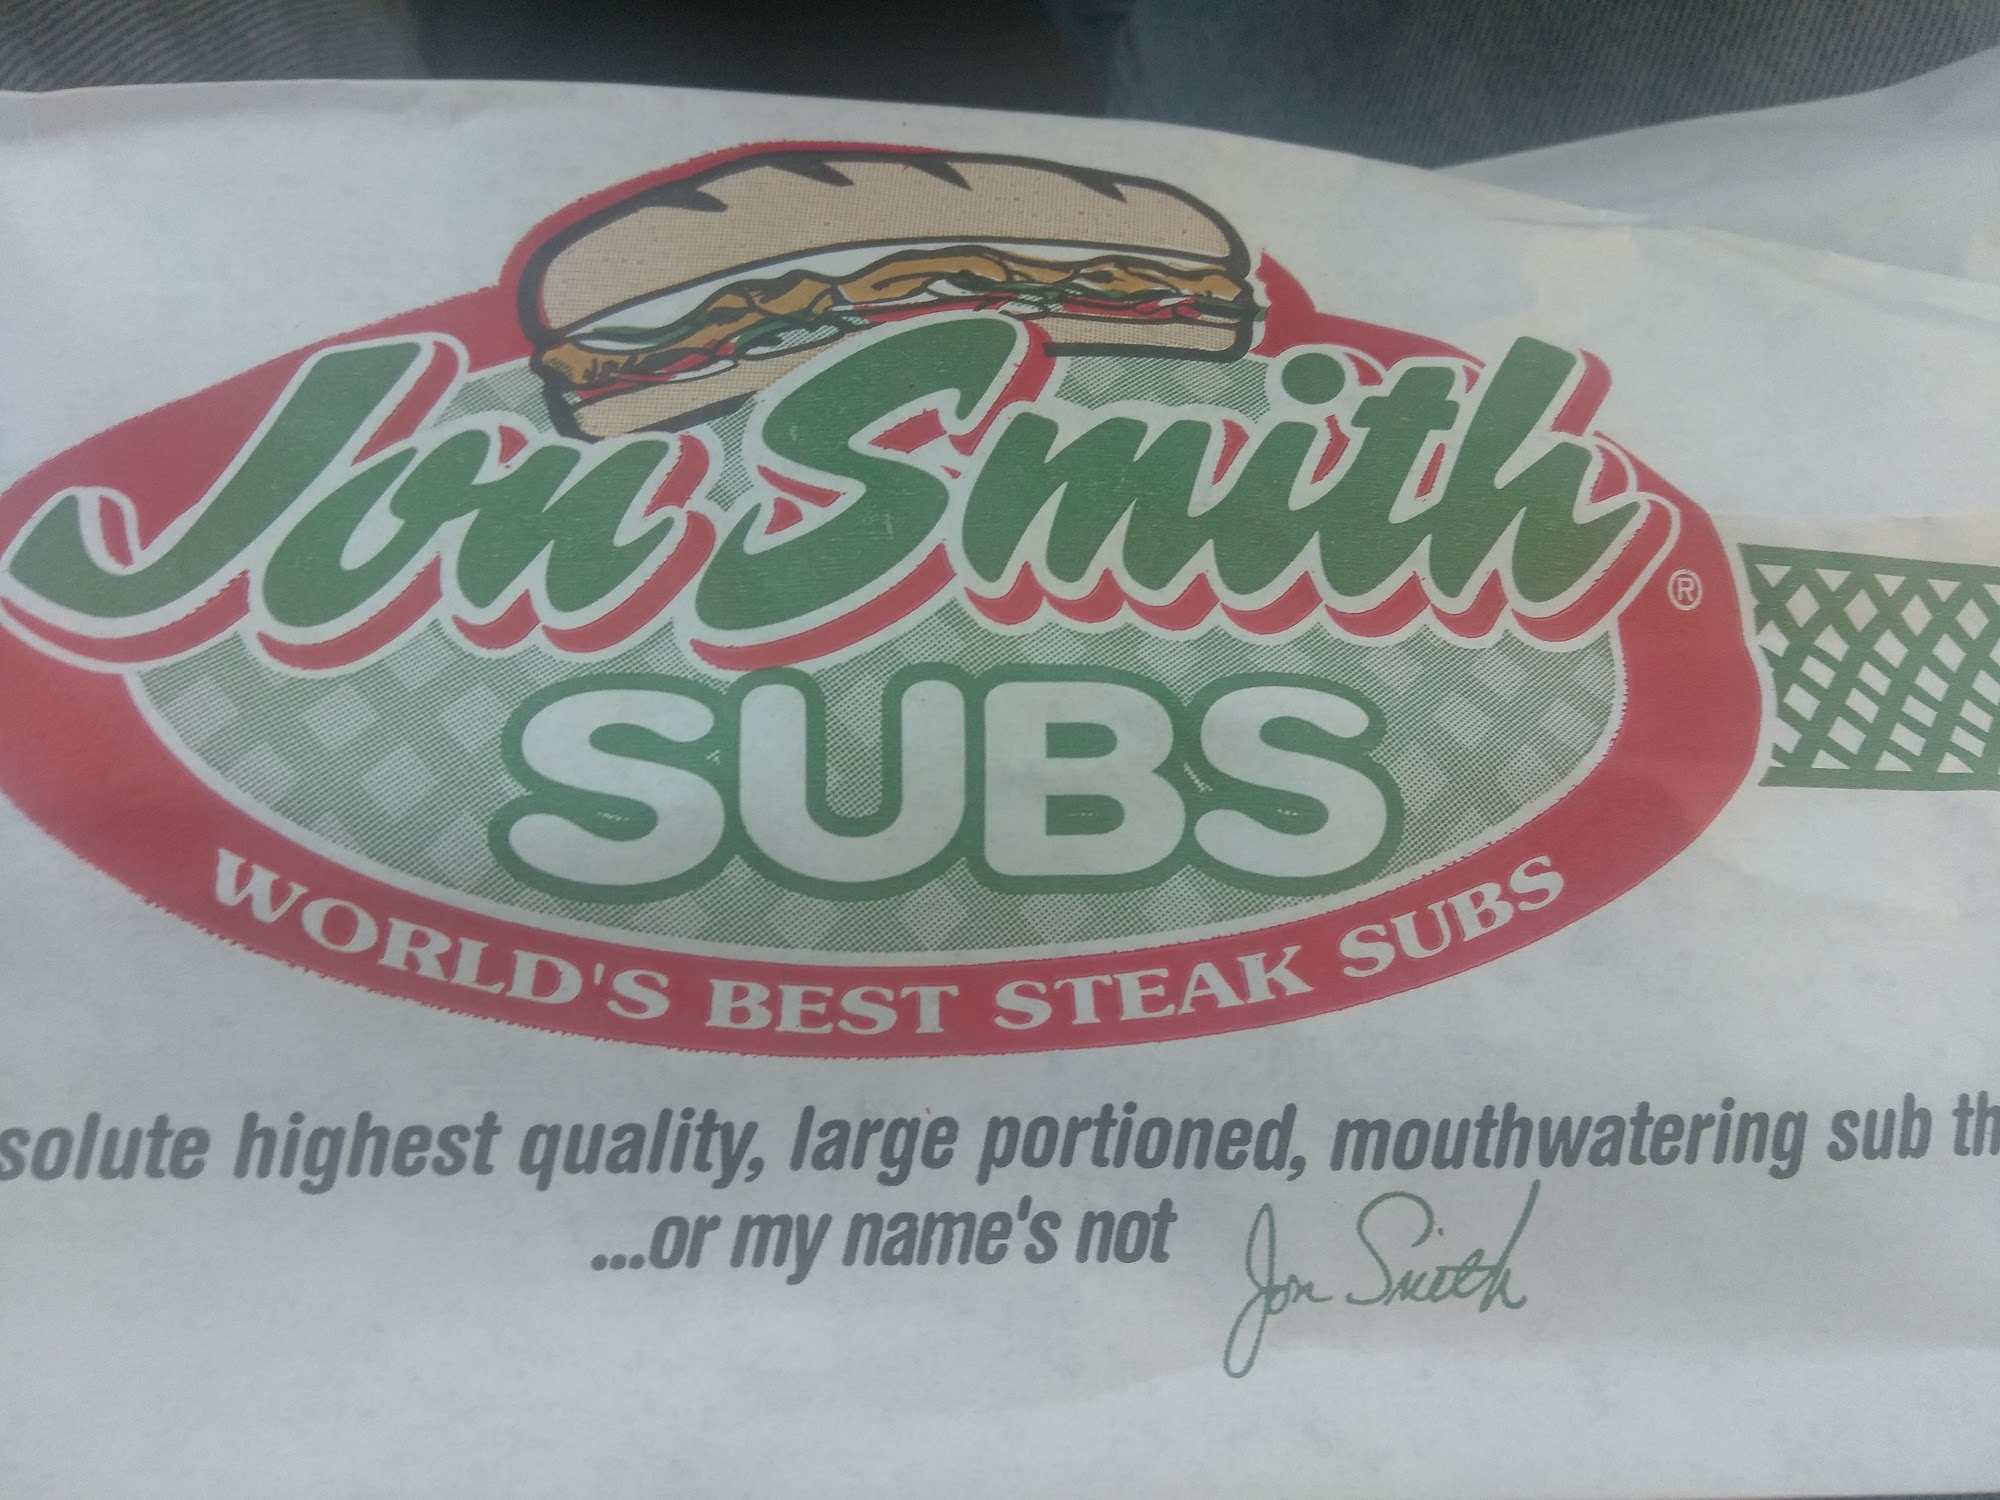 Jon Smith
®
SUBS
WORLD'S BEST STEAK SUBS
solute highest quality, large portioned, mouthwatering sub th
...or my name's not Jon Smith